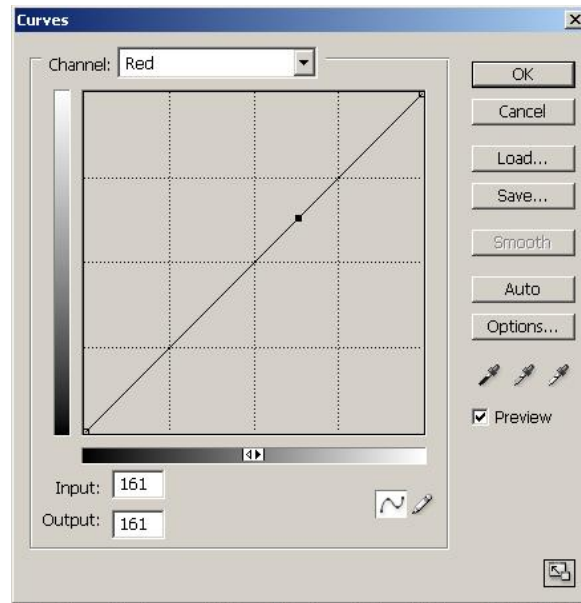 Curves
Channel: Red
OK
Cancel
Load...
Save...
Smooth
Auto
Options...
Preview
Input: 161
Output: 161